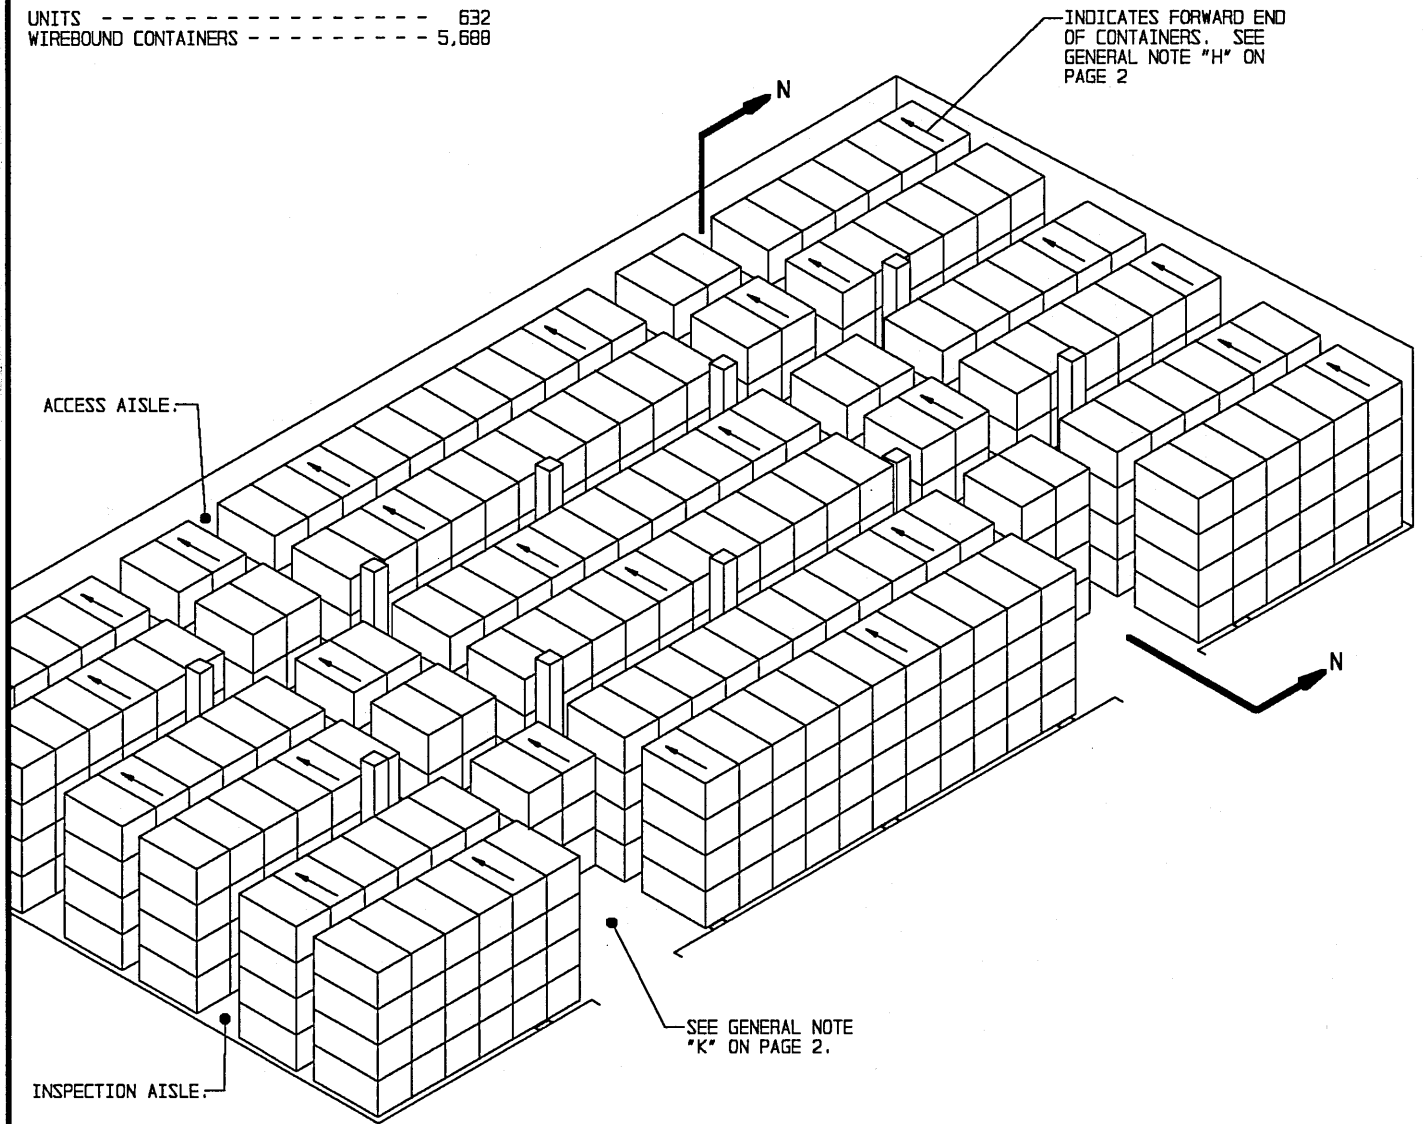 UNITS - - - - - - - - - - - - - - - - - 632
WIREBOUND CONTAINERS - - - - - - - - - 5,688
INDICATES FORWARD END
OF CONTAINERS. SEE
GENERAL NOTE "H" ON
PAGE 2
N
ACCESS AISLE.
N
SEE GENERAL NOTE
"K" ON PAGE 2.
INSPECTION AISLE.